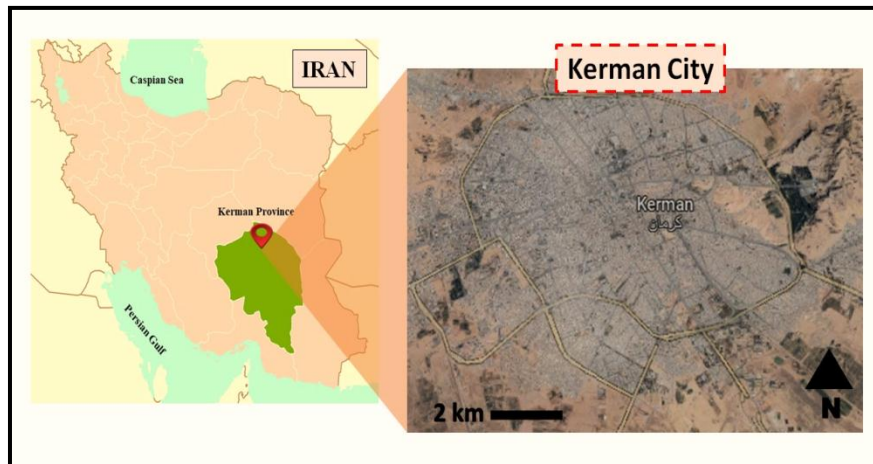 IRAN
Caspian Sea
Kerman Province
Persian Gulf
Kerman City
Kerman
کرمان
2 km
N